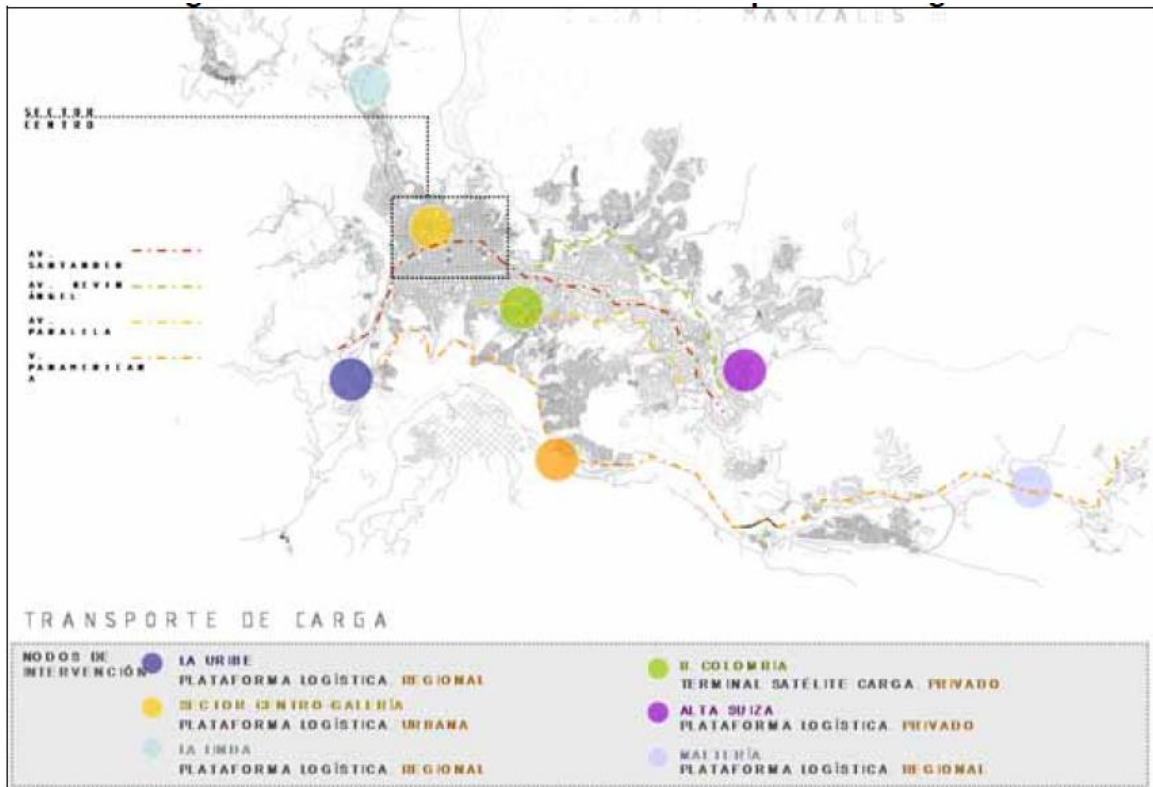 MANIZALES
SECTOR
CENTRO
AV.
SANTANDER
AV. KEVIN
ÁNGEL
AV.
PARALELA
V.
PANAMERICAN
A
TRANSPORTE DE CARGA
NODOS DE
INTERVENCIÓN
LA URIBE
PLATAFORMA LOGÍSTICA REGIONAL
SECTOR CENTRO-GALERÍA
PLATAFORMA LOGÍSTICA URBANA
LA LINDA
PLATAFORMA LOGÍSTICA REGIONAL
B. COLOMBIA
TERMINAL SATÉLITE CARGA PRIVADO
ALTA SUIZA
PLATAFORMA LOGÍSTICA PRIVADO
MALTERÍA
PLATAFORMA LOGÍSTICA REGIONAL